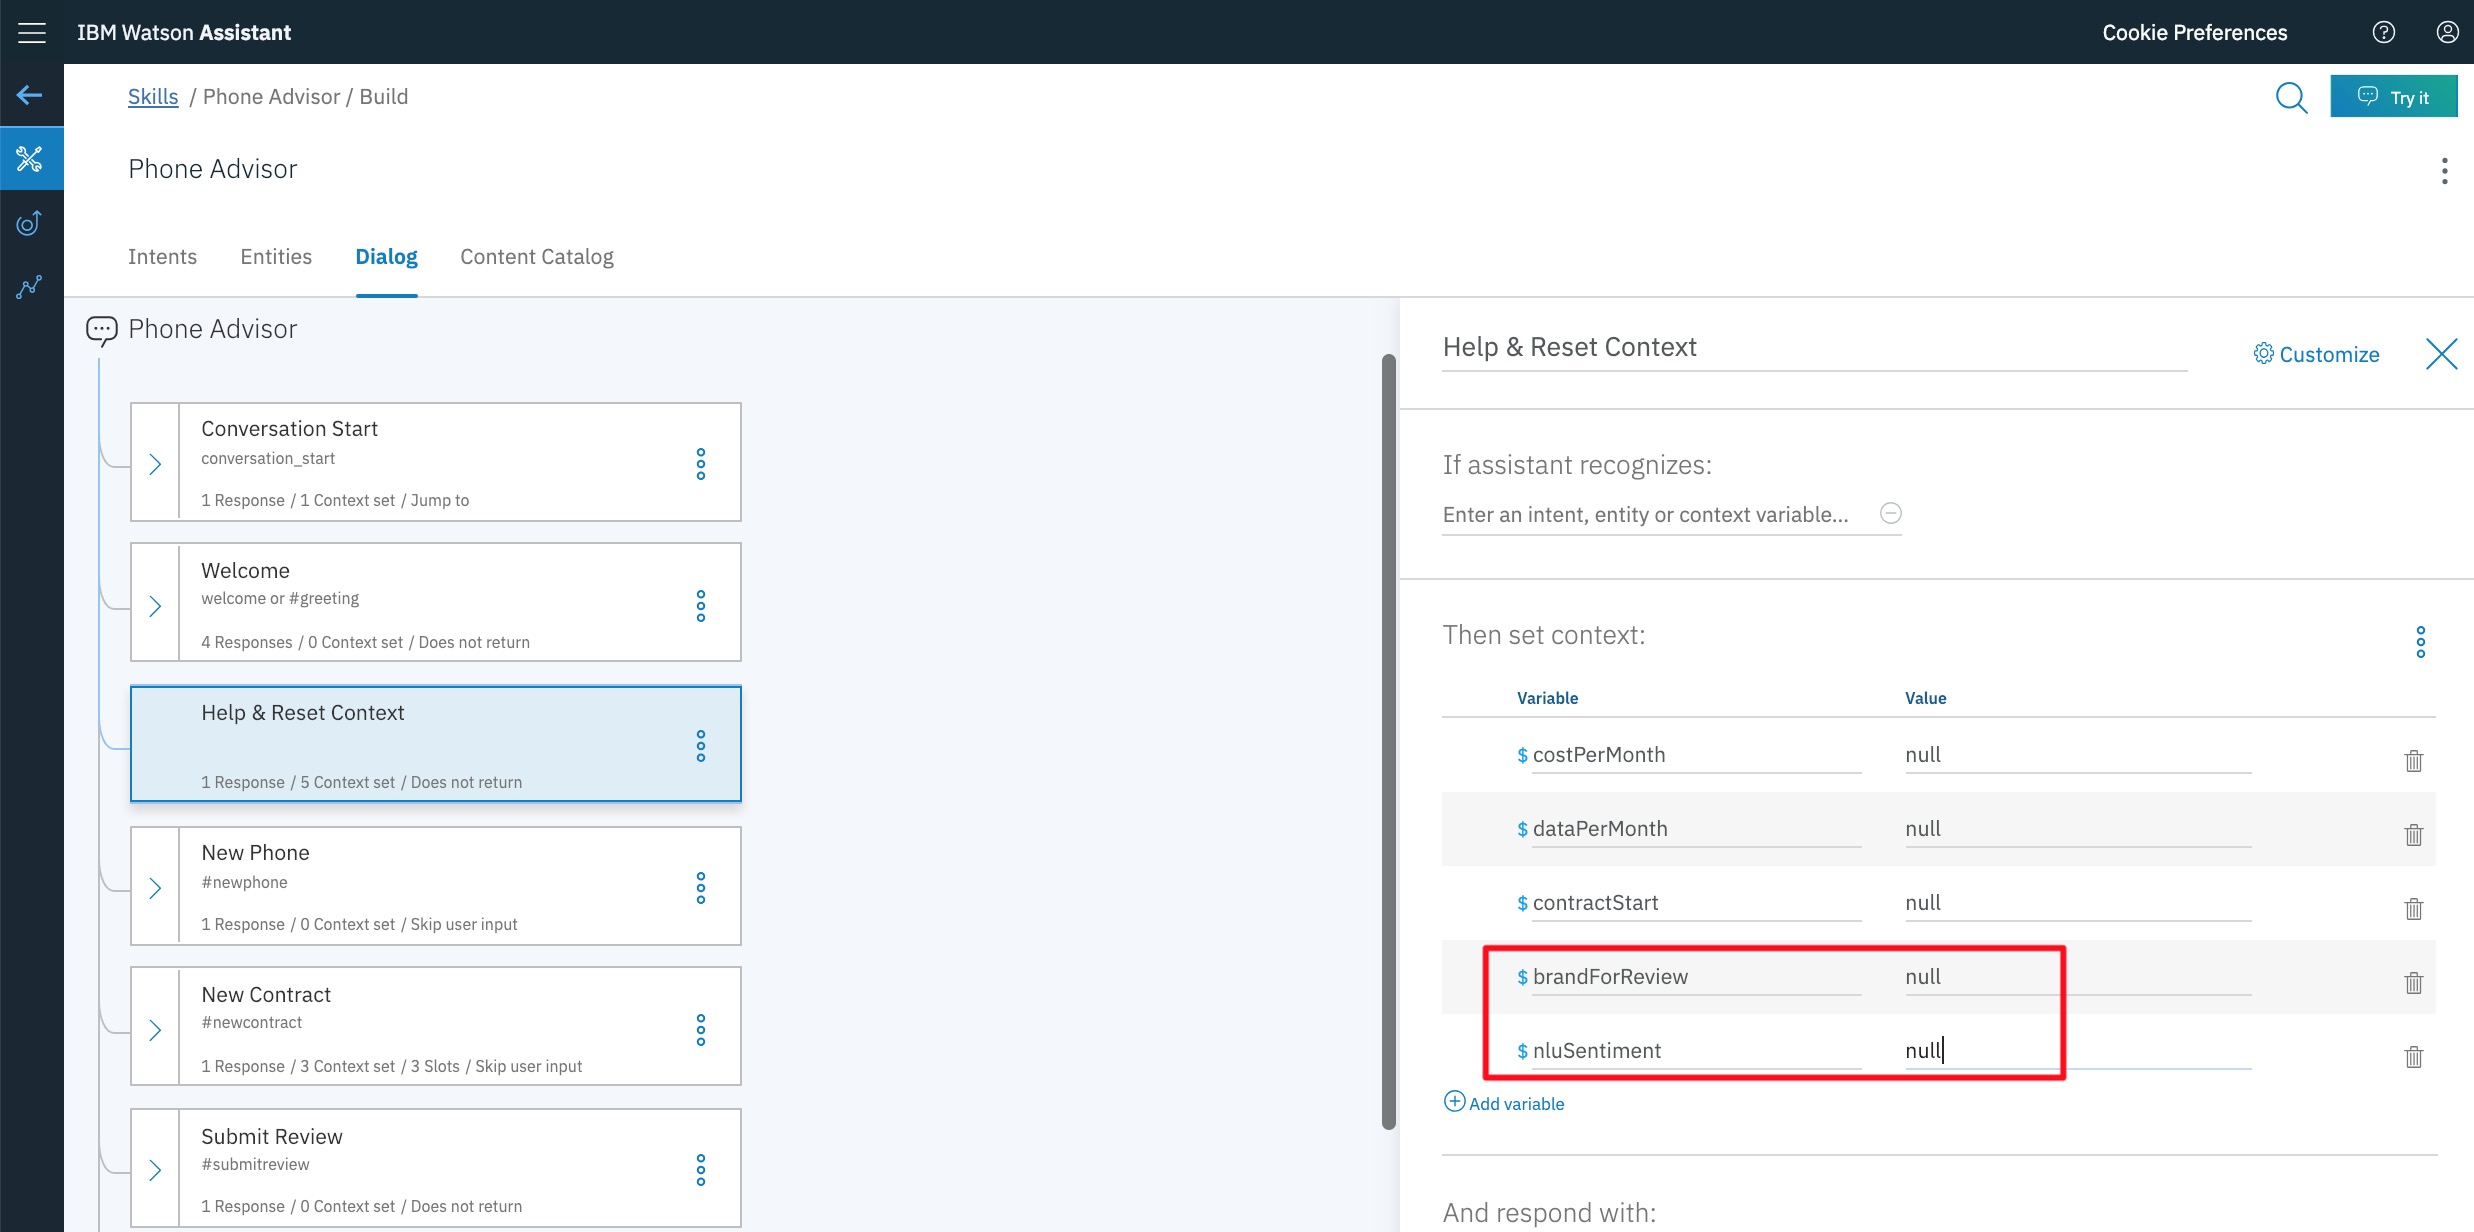 IBM Watson Assistant
Cookie Preferences
Skills / Phone Advisor / Build
Try it
Phone Advisor
Intents Entities Dialog Content Catalog
Phone Advisor
Conversation Start
conversation_start
1 Response / 1 Context set / Jump to
Welcome
welcome or #greeting
4 Responses / 0 Context set / Does not return
Help & Reset Context
1 Response / 5 Context set / Does not return
New Phone
#newphone
1 Response / 0 Context set / Skip user input
New Contract
#newcontract
1 Response / 3 Context set / 3 Slots / Skip user input
Submit Review
#submitreview
1 Response / 0 Context set / Does not return
Help & Reset Context
Customize
If assistant recognizes:
Enter an intent, entity or context variable...
Then set context:
Variable Value
$ costPerMonth null
$ dataPerMonth null
$ contractStart null
$ brandForReview null
$ nluSentiment null
Add variable
And respond with: